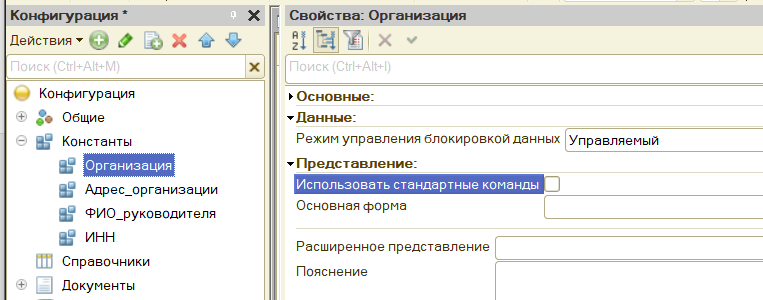 Конфигурация *
Действия
Поиск (Ctrl+Alt+M)
Конфигурация
Общие
Константы
Организация
Адрес_организации
ФИО_руководителя
ИНН
Справочники
Документы
Свойства: Организация
Поиск (Ctrl+Alt+I)
Основные:
Данные:
Режим управления блокировкой данных Управляемый
Представление:
Использовать стандартные команды
Основная форма
Расширенное представление
Пояснение